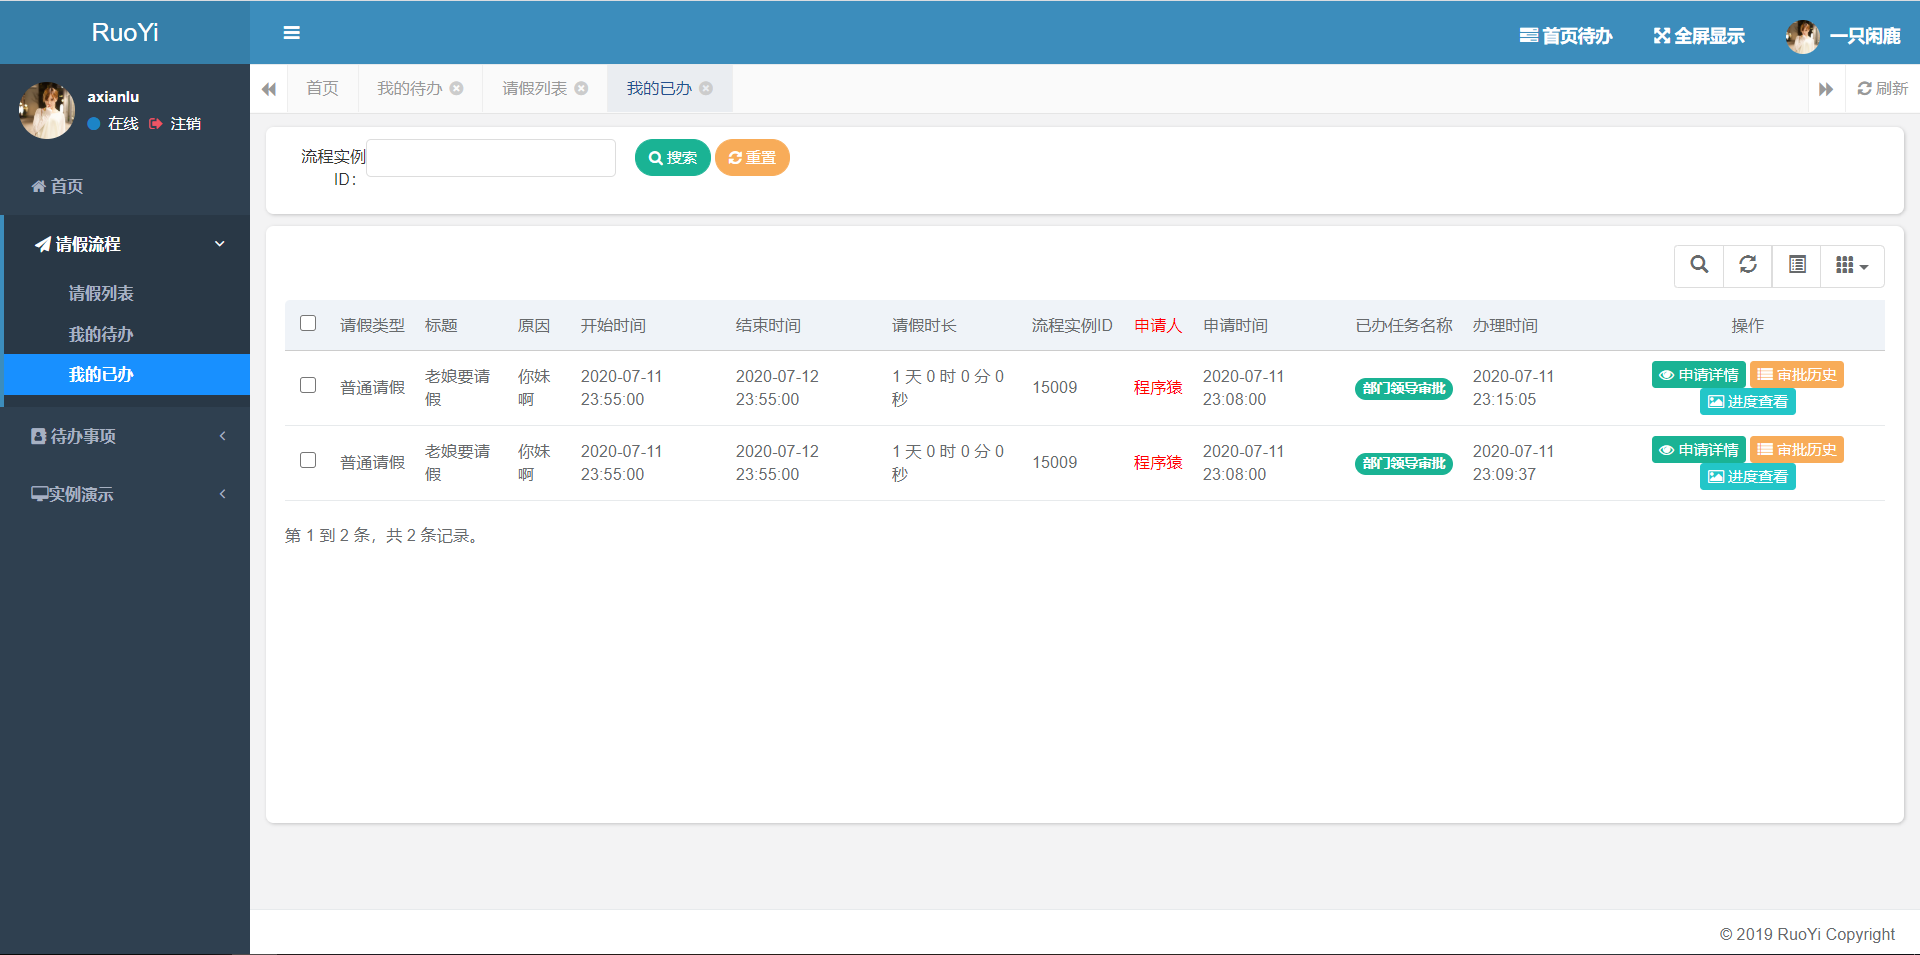 RuoYi
首页待办
全屏显示
一只闲鹿
axianlu
在线
注销
首页
我的待办
请假列表
我的已办
刷新
首页
请假流程
请假列表
我的待办
我的已办
待办事项
实例演示
流程实例
ID：
搜索
重置
请假类型 标题 原因 开始时间 结束时间 请假时长 流程实例ID 申请人 申请时间 已办任务名称 办理时间 操作
普通请假 老娘要请 你妹 2020-07-11 2020-07-12 1 天 0 时 0 分 0 15009 程序猿 2020-07-11 部门领导审批 2020-07-11 申请详情 审批历史
假 啊 23:55:00 23:55:00 秒 23:08:00 23:15:05 进度查看
普通请假 老娘要请 你妹 2020-07-11 2020-07-12 1 天 0 时 0 分 0 15009 程序猿 2020-07-11 部门领导审批 2020-07-11 申请详情 审批历史
假 啊 23:55:00 23:55:00 秒 23:08:00 23:09:37 进度查看
第 1 到 2 条，共 2 条记录。
© 2019 RuoYi Copyright